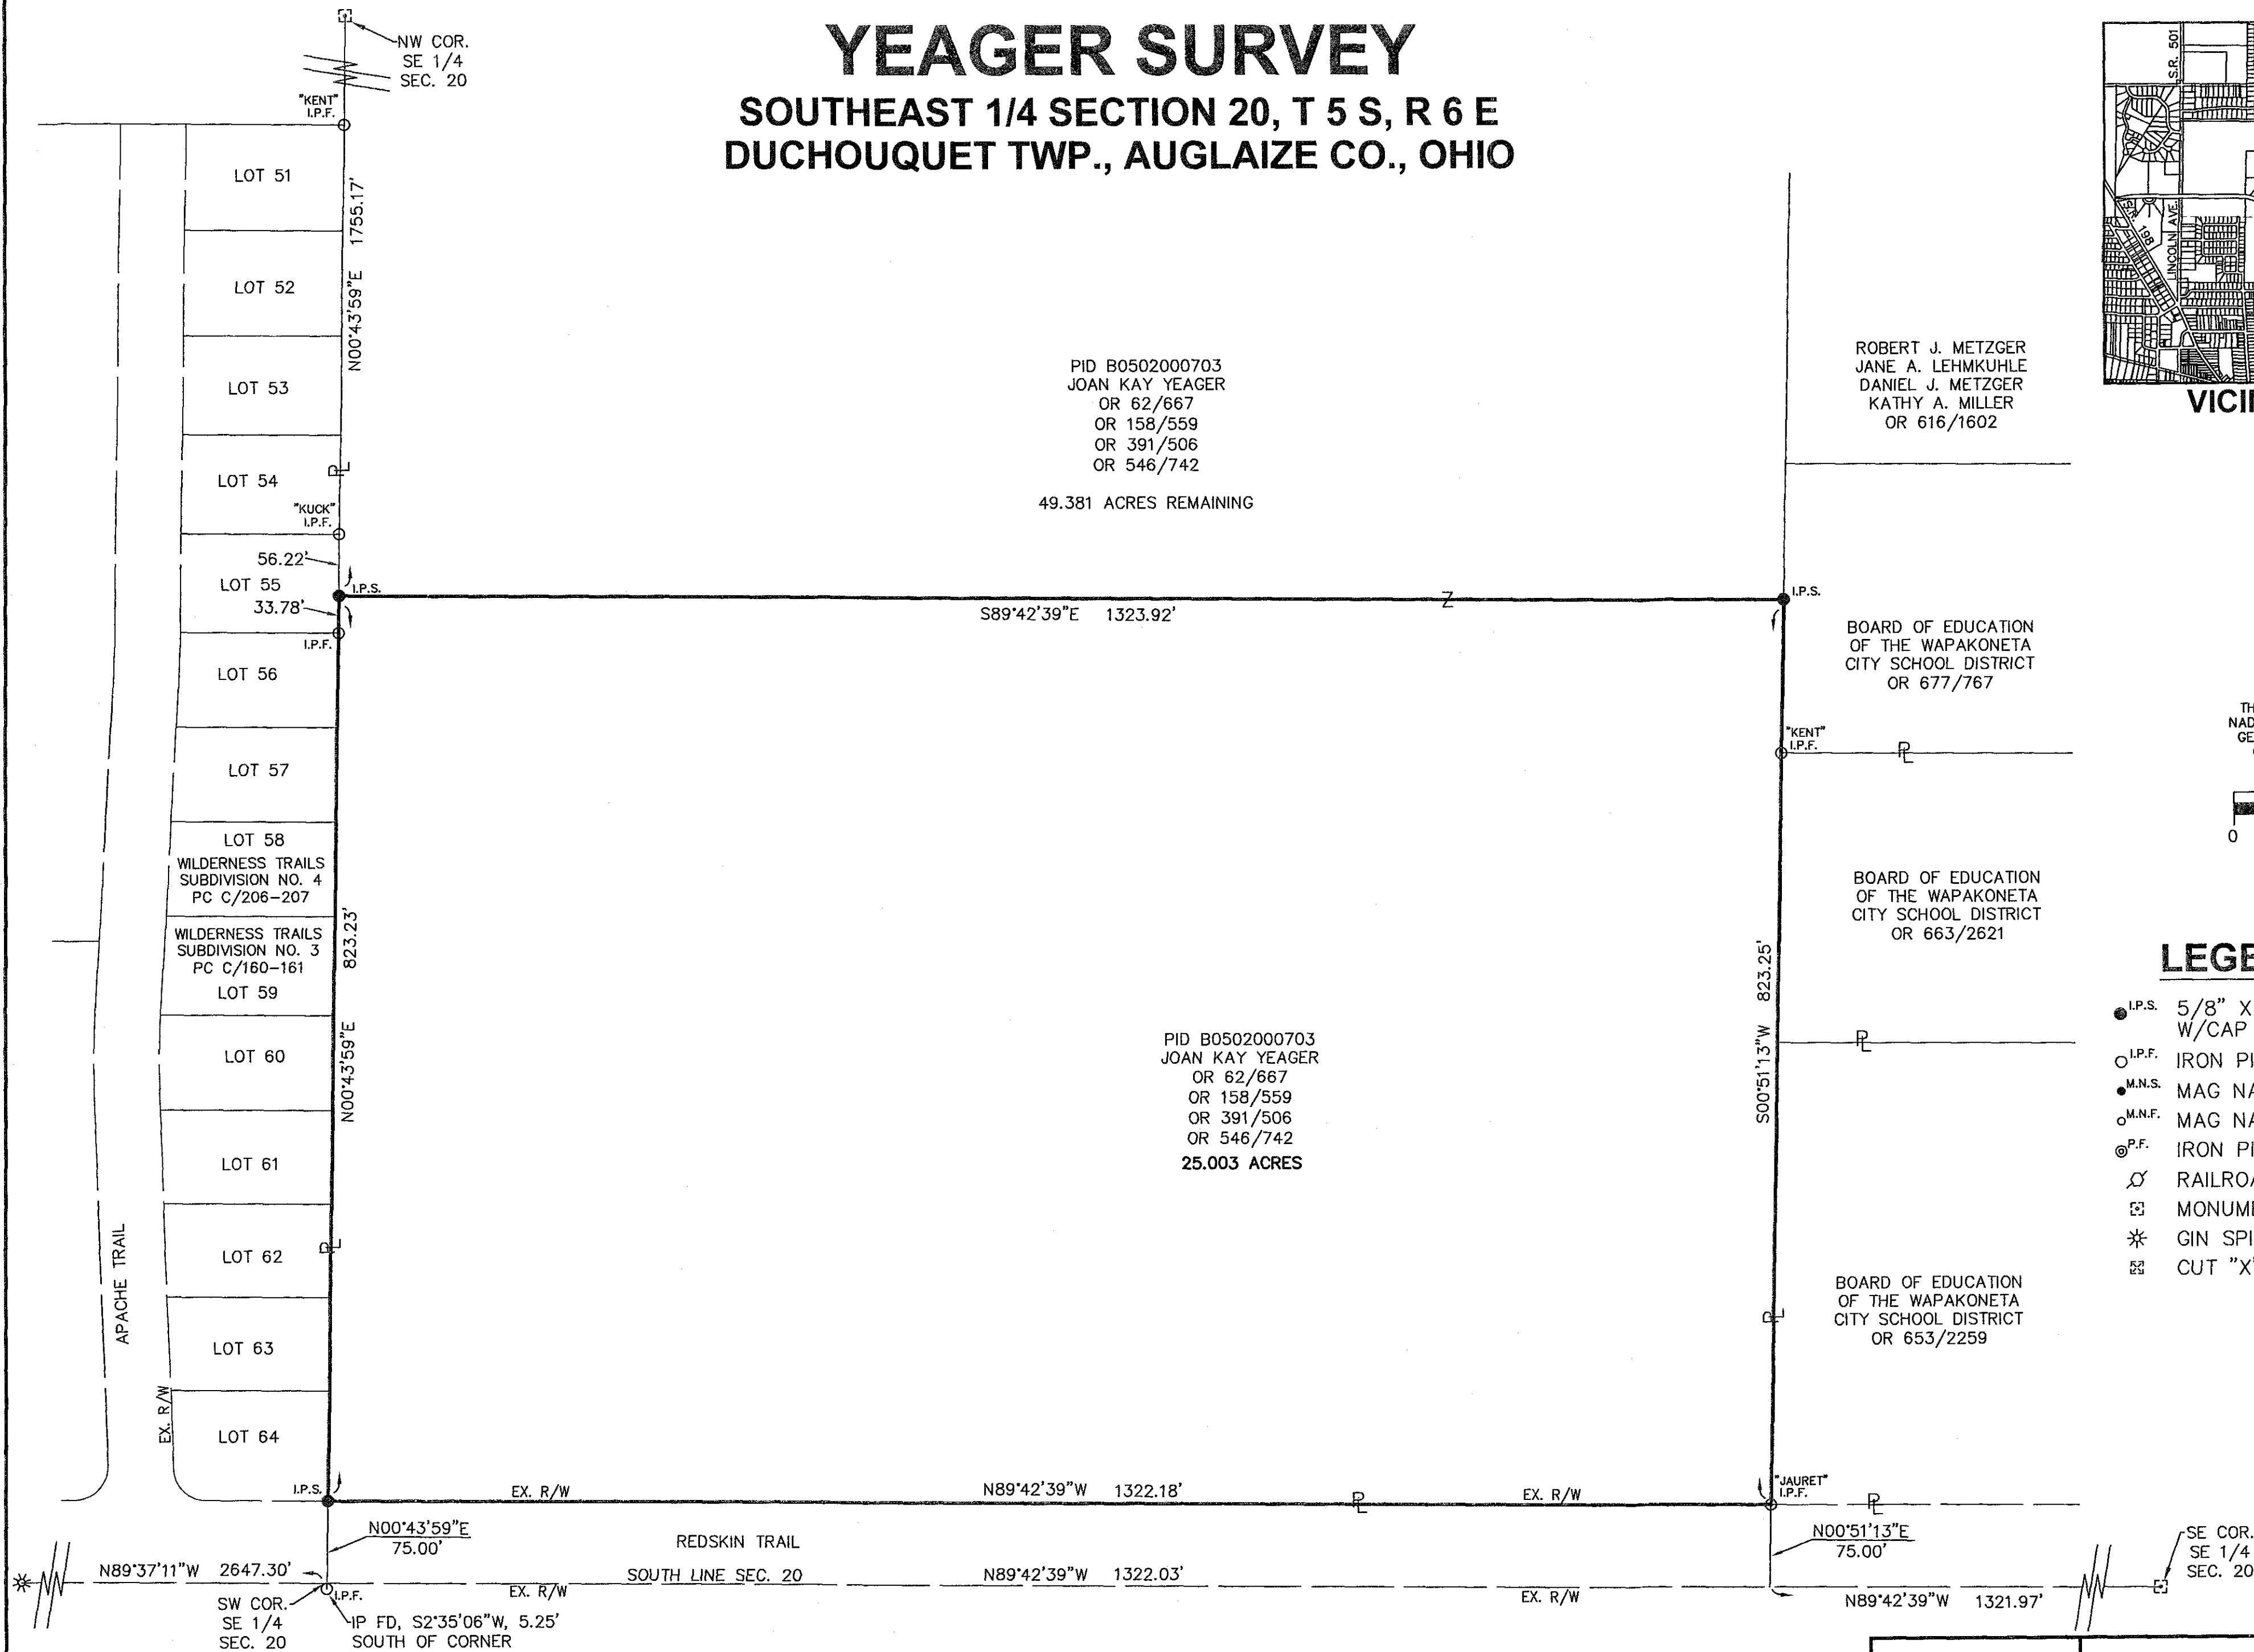 YEAGER SURVEY
SOUTHEAST 1/4 SECTION 20, T 5 S, R 6 E
DUCHOUQUET TWP., AUGLAIZE CO., OHIO
NW COR.
SE 1/4
SEC. 20
"KENT"
I.P.F.
LOT 51
LOT 52
LOT 53
LOT 54
N00°43'59"E 1755.17'
"KUCK"
I.P.F.
56.22'
LOT 55
33.78'
I.P.S.
I.P.F.
LOT 56
LOT 57
LOT 58
WILDERNESS TRAILS
SUBDIVISION NO. 4
PC C/206-207
WILDERNESS TRAILS
SUBDIVISION NO. 3
PC C/160-161
LOT 59
LOT 60
LOT 61
LOT 62
LOT 63
LOT 64
N00°43'59"E 823.23'
APACHE TRAIL
EX. R/W
PID B0502000703
JOAN KAY YEAGER
OR 62/667
OR 158/559
OR 391/506
OR 546/742
49.381 ACRES REMAINING
S89°42'39"E 1323.92'
I.P.S.
PID B0502000703
JOAN KAY YEAGER
OR 62/667
OR 158/559
OR 391/506
OR 546/742
25.003 ACRES
S00°51'13"W 823.25'
ROBERT J. METZGER
JANE A. LEHMKUHLE
DANIEL J. METZGER
KATHY A. MILLER
OR 616/1602
BOARD OF EDUCATION
OF THE WAPAKONETA
CITY SCHOOL DISTRICT
OR 677/767
"KENT"
I.P.F.
BOARD OF EDUCATION
OF THE WAPAKONETA
CITY SCHOOL DISTRICT
OR 663/2621
BOARD OF EDUCATION
OF THE WAPAKONETA
CITY SCHOOL DISTRICT
OR 653/2259
I.P.S.
EX. R/W
N89°42'39"W 1322.18'
EX. R/W
"JAURET"
I.P.F.
N00°43'59"E
75.00'
REDSKIN TRAIL
N00°51'13"E
75.00'
N89°37'11"W 2647.30'
I.P.F.
EX. R/W
SOUTH LINE SEC. 20
N89°42'39"W 1322.03'
EX. R/W
N89°42'39"W 1321.97'
SW COR.
SE 1/4
SEC. 20
IP FD, S2°35'06"W, 5.25'
SOUTH OF CORNER
SE COR.
SE 1/4
SEC. 20
S.R. 501
S.R. 198
LINCOLN AVE.
VICI
TH
NAD
GE
0
LEGE
I.P.S. 5/8" X
W/CAP
I.P.F. IRON PI
M.N.S. MAG NA
M.N.F. MAG NA
P.F. IRON PI
RAILROA
MONUM
GIN SPI
CUT "X"